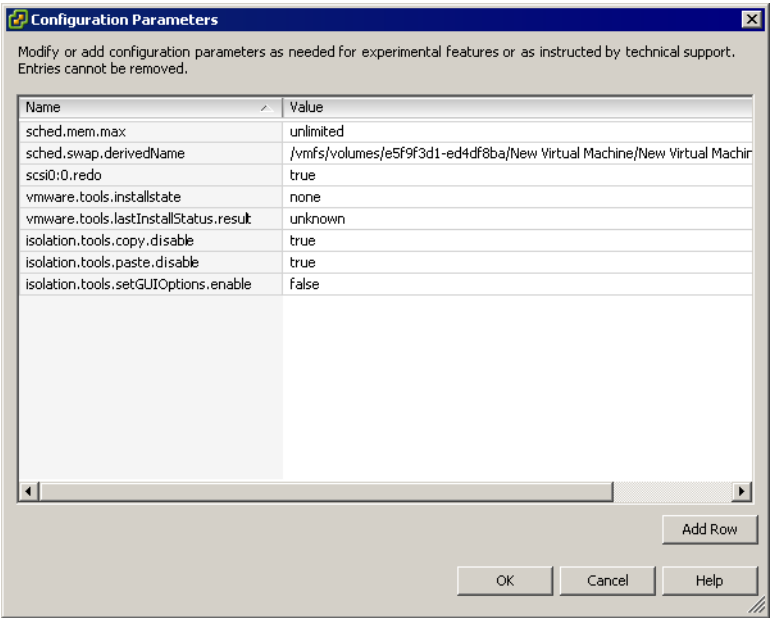 Configuration Parameters
Modify or add configuration parameters as needed for experimental features or as instructed by technical support.
Entries cannot be removed.
Name Value
sched.mem.max unlimited
sched.swap.derivedName /vmfs/volumes/e5f9f3d1-ed4df8ba/New Virtual Machine/New Virtual Machin
scsi0:0.redo true
vmware.tools.installstate none
vmware.tools.lastInstallStatus.result unknown
isolation.tools.copy.disable true
isolation.tools.paste.disable true
isolation.tools.setGUIOptions.enable false
Add Row
OK Cancel Help